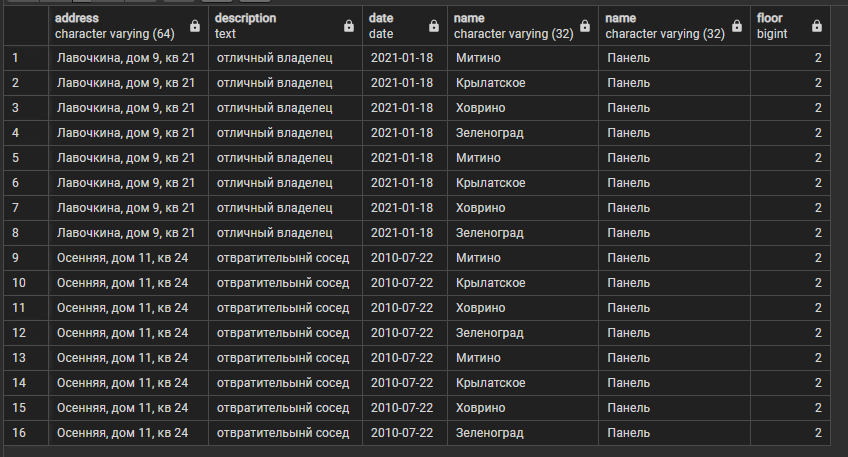 address description date name name floor
character varying (64) text date character varying (32) character varying (32) bigint
1 Лавочкина, дом 9, кв 21 отличный владелец 2021-01-18 Митино Панель 2
2 Лавочкина, дом 9, кв 21 отличный владелец 2021-01-18 Крылатское Панель 2
3 Лавочкина, дом 9, кв 21 отличный владелец 2021-01-18 Ховрино Панель 2
4 Лавочкина, дом 9, кв 21 отличный владелец 2021-01-18 Зеленоград Панель 2
5 Лавочкина, дом 9, кв 21 отличный владелец 2021-01-18 Митино Панель 2
6 Лавочкина, дом 9, кв 21 отличный владелец 2021-01-18 Крылатское Панель 2
7 Лавочкина, дом 9, кв 21 отличный владелец 2021-01-18 Ховрино Панель 2
8 Лавочкина, дом 9, кв 21 отличный владелец 2021-01-18 Зеленоград Панель 2
9 Осенняя, дом 11, кв 24 отвратительынй сосед 2010-07-22 Митино Панель 2
10 Осенняя, дом 11, кв 24 отвратительынй сосед 2010-07-22 Крылатское Панель 2
11 Осенняя, дом 11, кв 24 отвратительынй сосед 2010-07-22 Ховрино Панель 2
12 Осенняя, дом 11, кв 24 отвратительынй сосед 2010-07-22 Зеленоград Панель 2
13 Осенняя, дом 11, кв 24 отвратительынй сосед 2010-07-22 Митино Панель 2
14 Осенняя, дом 11, кв 24 отвратительынй сосед 2010-07-22 Крылатское Панель 2
15 Осенняя, дом 11, кв 24 отвратительынй сосед 2010-07-22 Ховрино Панель 2
16 Осенняя, дом 11, кв 24 отвратительынй сосед 2010-07-22 Зеленоград Панель 2